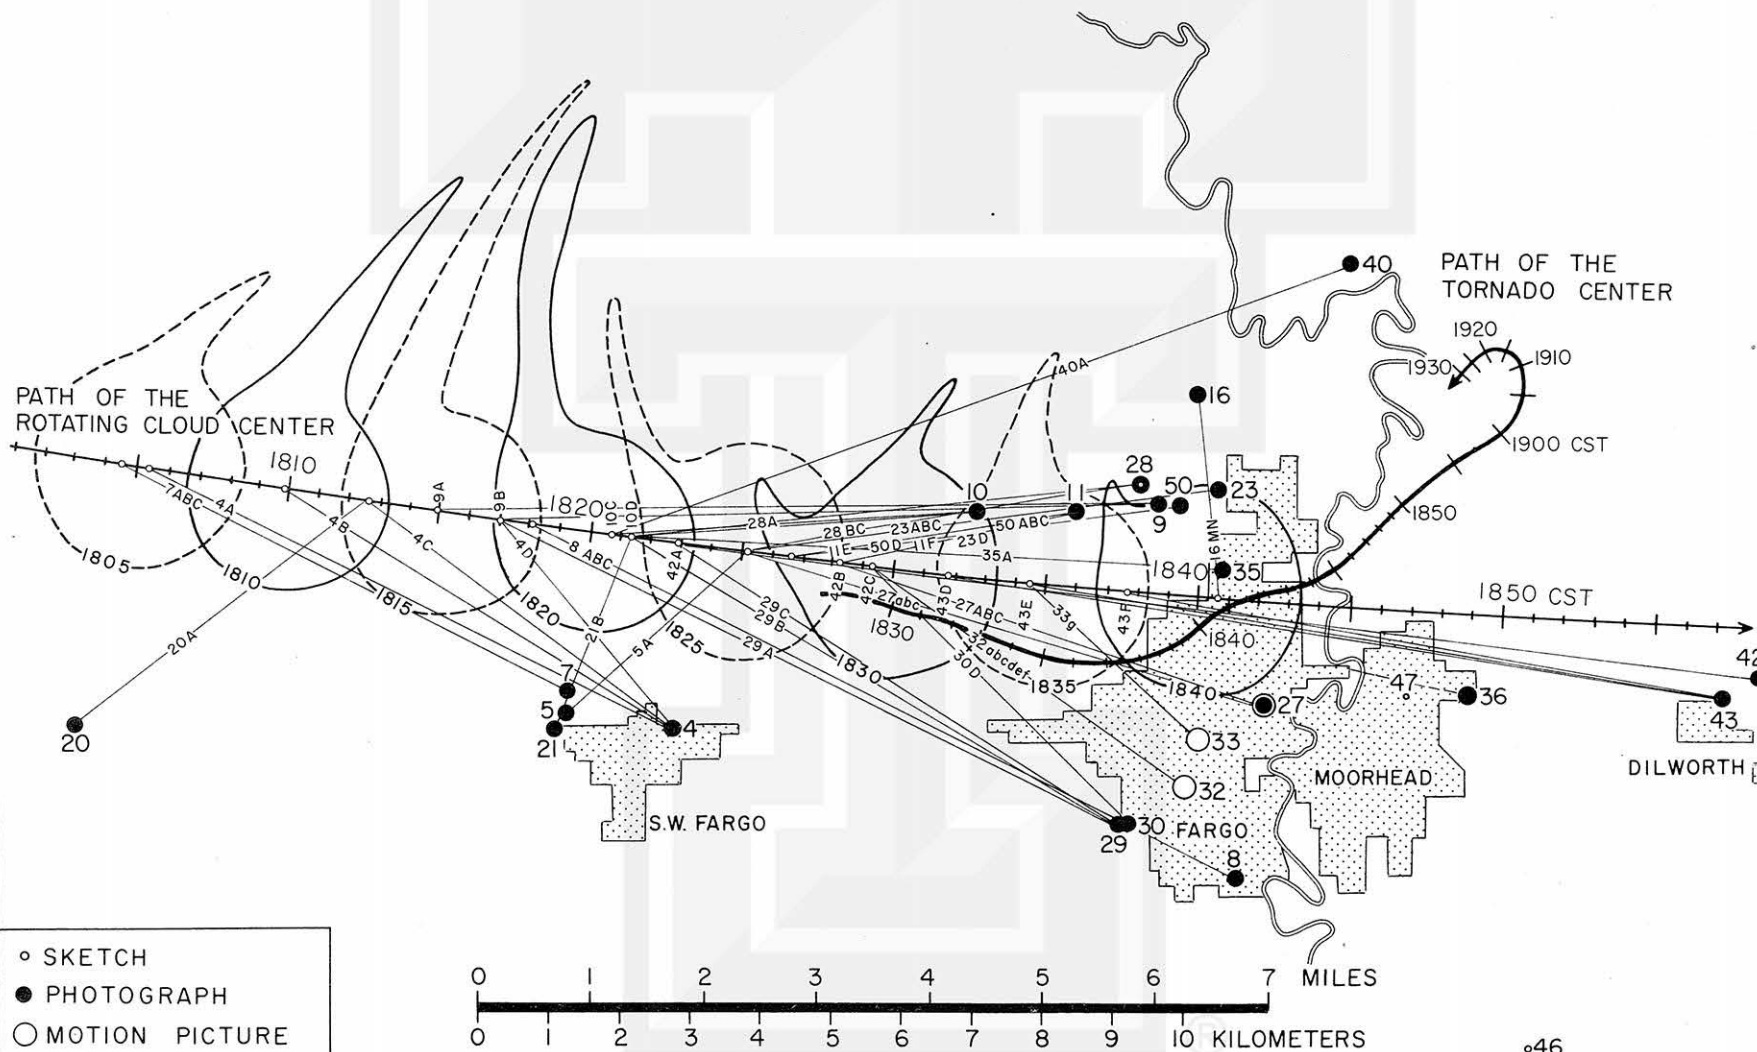 40
PATH OF THE
TORNADO CENTER
1920
1910
1930
40A
16
PATH OF THE
ROTATING CLOUD CENTER
1900 CST
1810
28
50
10
11
23
9
1820
9A
9B
10C
10D
7ABC
4A
4B
4C
4D
8 ABC
28A
28 BC
23ABC
50 ABC
11E
50D
11F
23D
35A
16MN
1850
1840
35
42A
42B
42C
43D
43E
43F
1805
1810
1815
1820
1825
1830
1835
1840
1850 CST
29C
29B
29A
27abc
27ABC
33g
1830
32abcdef
30D
1840
20A
5A
7
5
21
4
20
27
47
36
42
43
33
32
MOORHEAD
DILWORTH
S.W. FARGO
30
29
FARGO
8
SKETCH
PHOTOGRAPH
MOTION PICTURE
0 1 2 3 4 5 6 7 MILES
0 1 2 3 4 5 6 7 8 9 10 KILOMETERS
46